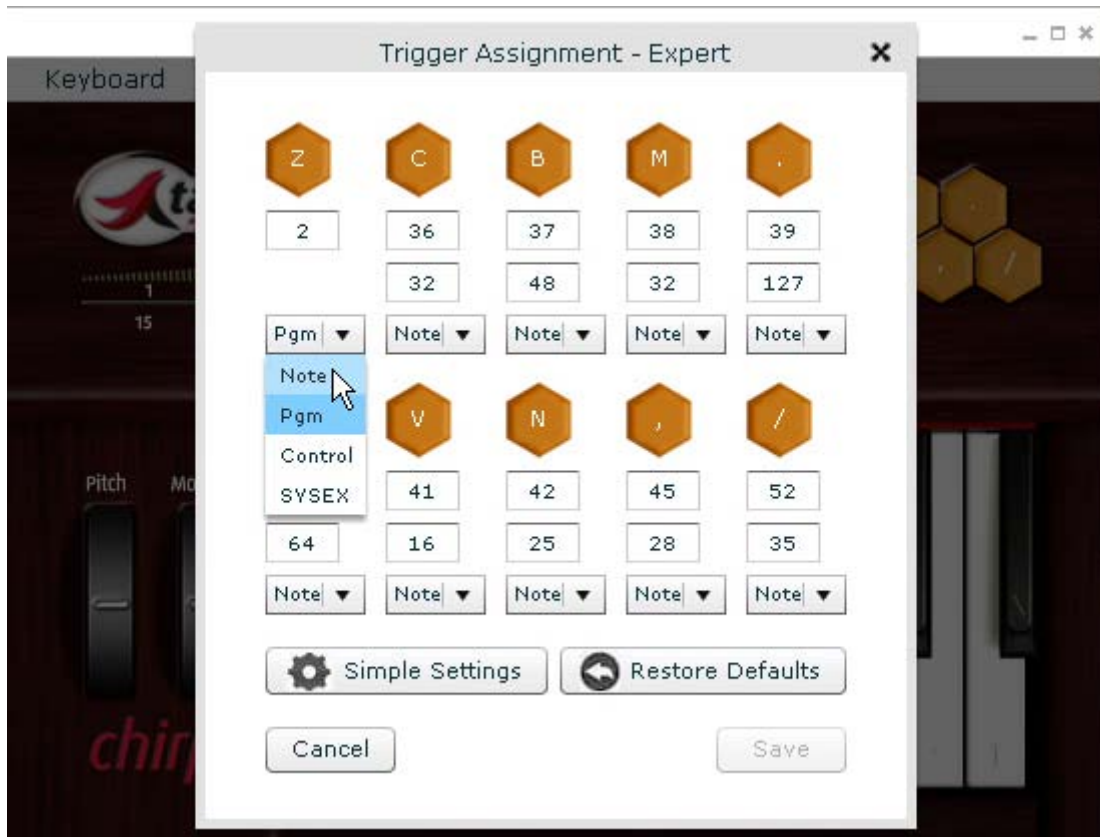 Trigger Assignment - Expert
Keyboard
Z C B M .
2 36 37 38 39
32 48 32 127
1
15
Pgm Note Note Note Note
Note
Pgm
Control
SYSEX
V N , /
Pitch
41 42 45 52
64 16 25 28 35
Note Note Note Note Note
Simple Settings Restore Defaults
Cancel Save